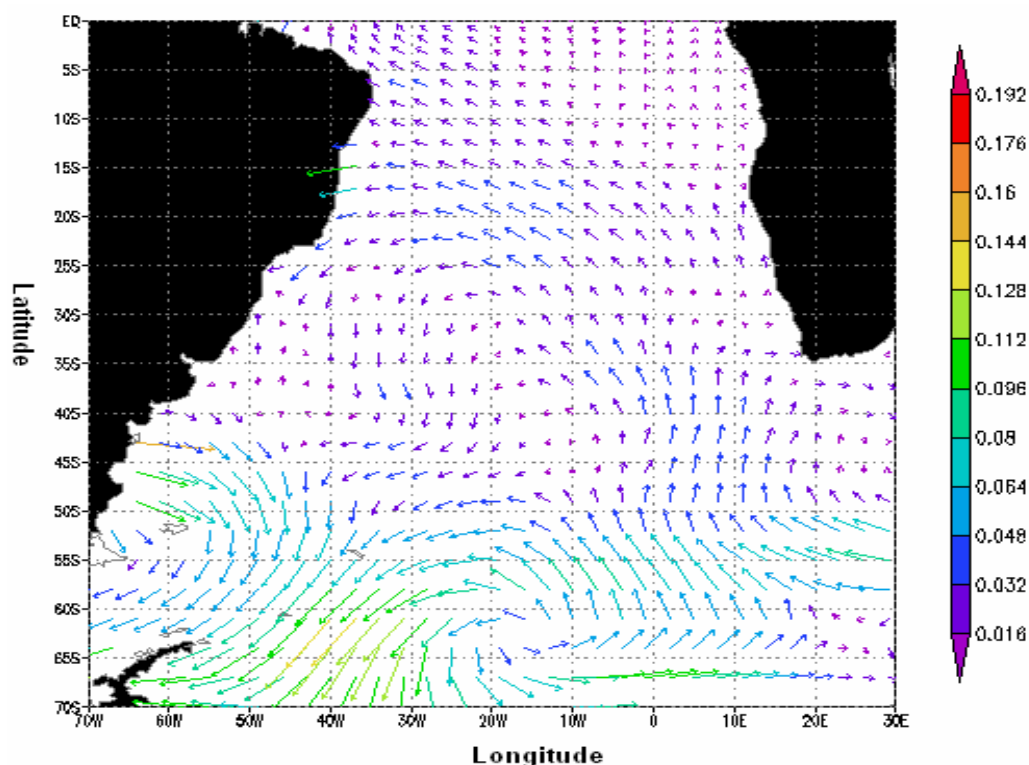 EQ
5S
10S
15S
20S
25S
30S
35S
40S
45S
50S
55S
60S
65S
70S
Latitude
70W 60W 50W 40W 30W 20W 10W 0 10E 20E 30E
Longitude
0.192
0.176
0.16
0.144
0.128
0.112
0.096
0.08
0.064
0.048
0.032
0.016